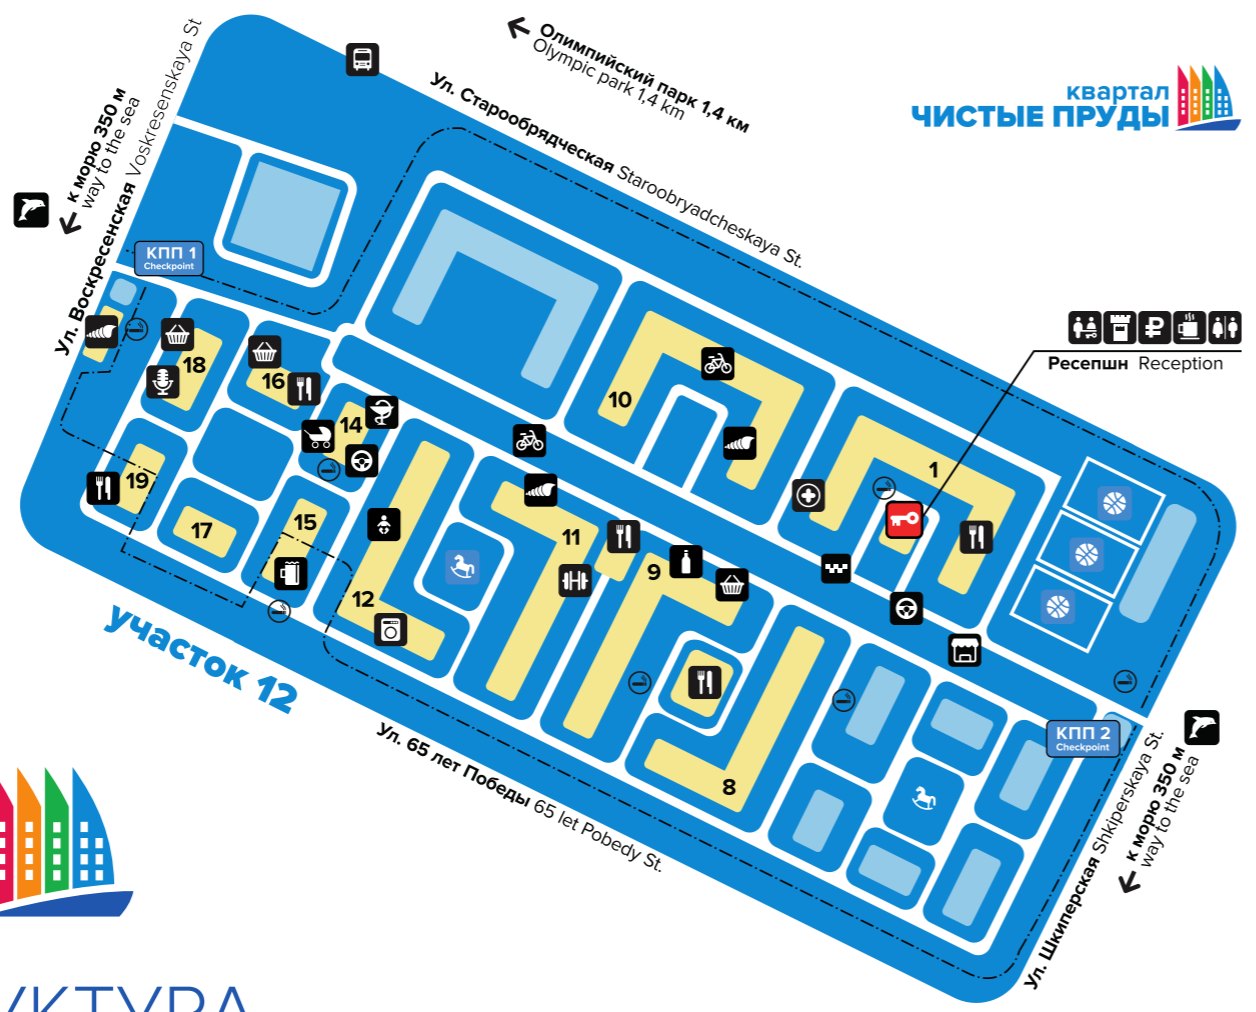 Олимпийский парк 1,4 км
Olympic park 1,4 km
квартал
ЧИСТЫЕ ПРУДЫ
Ул. Старообрядческая Staroobryadcheskaya St.
к морю 350 м
way to the sea
Ул. Воскресенская Voskresenskaya St
КПП 1
Checkpoint
Ресепшн Reception
18
16
14
10
1
19
17
15
12
11
9
8
участок 12
Ул. 65 лет Победы 65 let Pobedy St.
КПП 2
Checkpoint
Ул. Шкиперская Shkiperskaya St.
к морю 350 м
way to the sea
УКТУРА